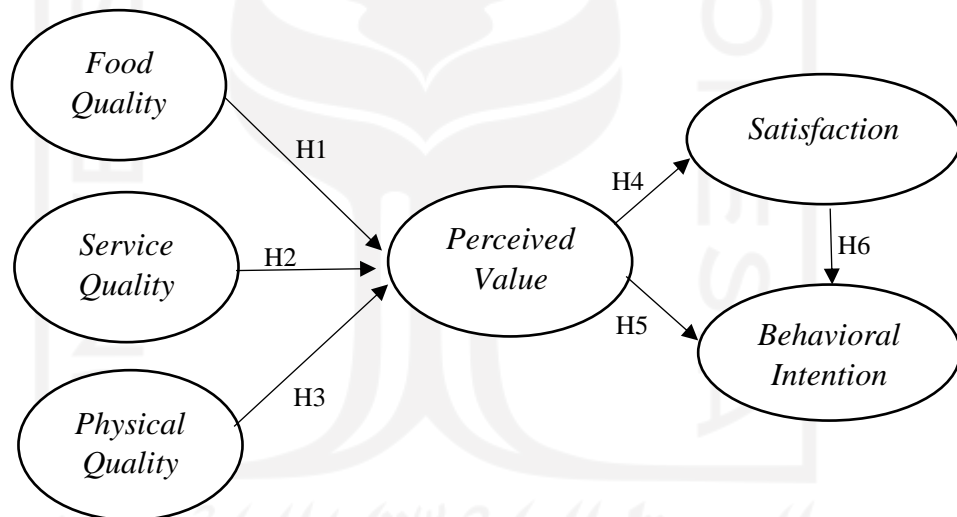 Food
Quality
H1
Service
Quality
H2
Physical
Quality
H3
Perceived
Value
H4
H5
Satisfaction
H6
Behavioral
Intention